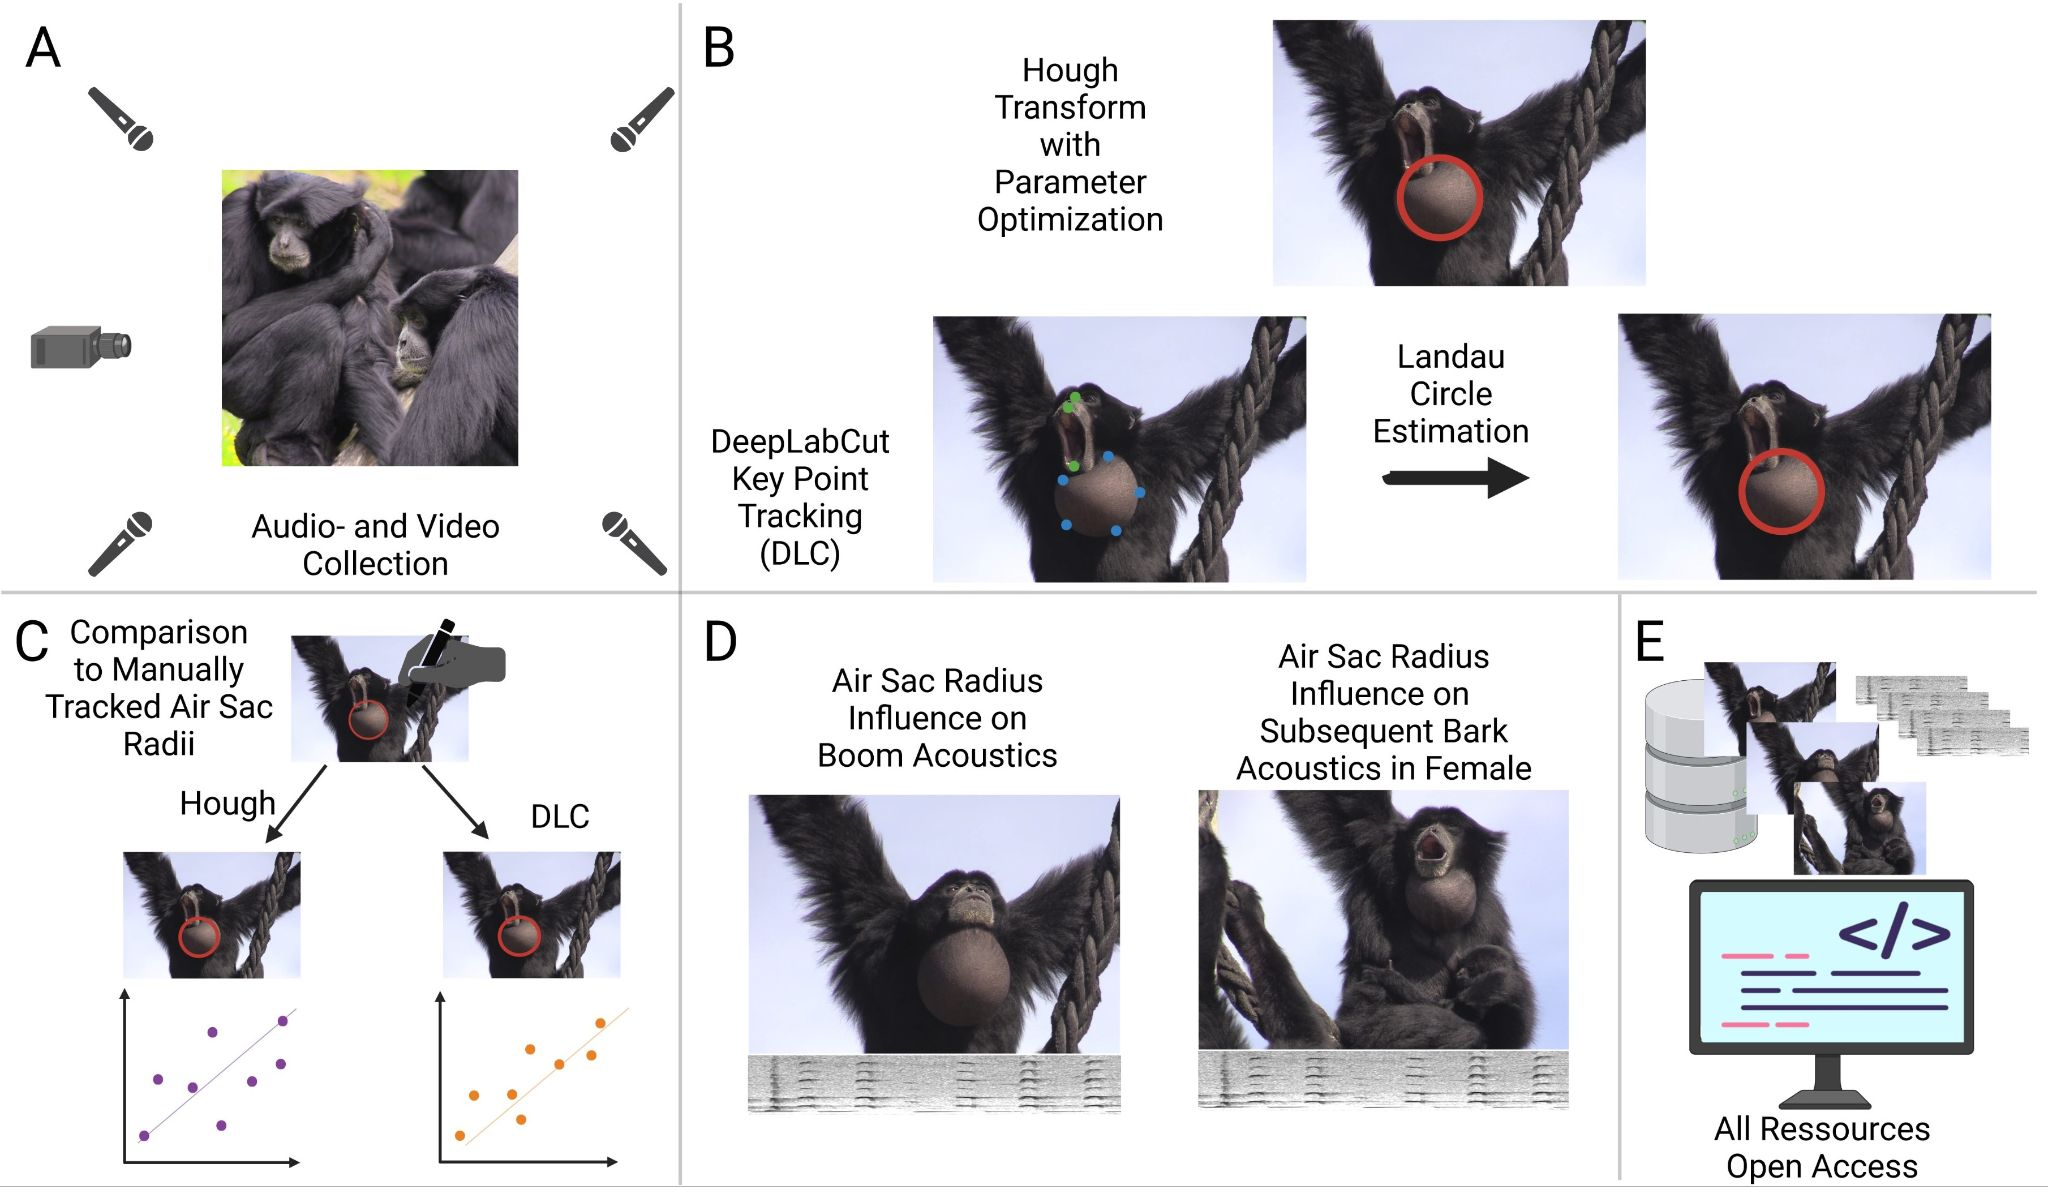 A
Audio- and Video
Collection
B
Hough
Transform
with
Parameter
Optimization
DeepLabCut
Key Point
Tracking
(DLC)
Landau
Circle
Estimation
C
Comparison
to Manually
Tracked Air Sac
Radii
Hough
DLC
D
Air Sac Radius
Influence on
Boom Acoustics
Air Sac Radius
Influence on
Subsequent Bark
Acoustics in Female
E
</>
All Ressources
Open Access